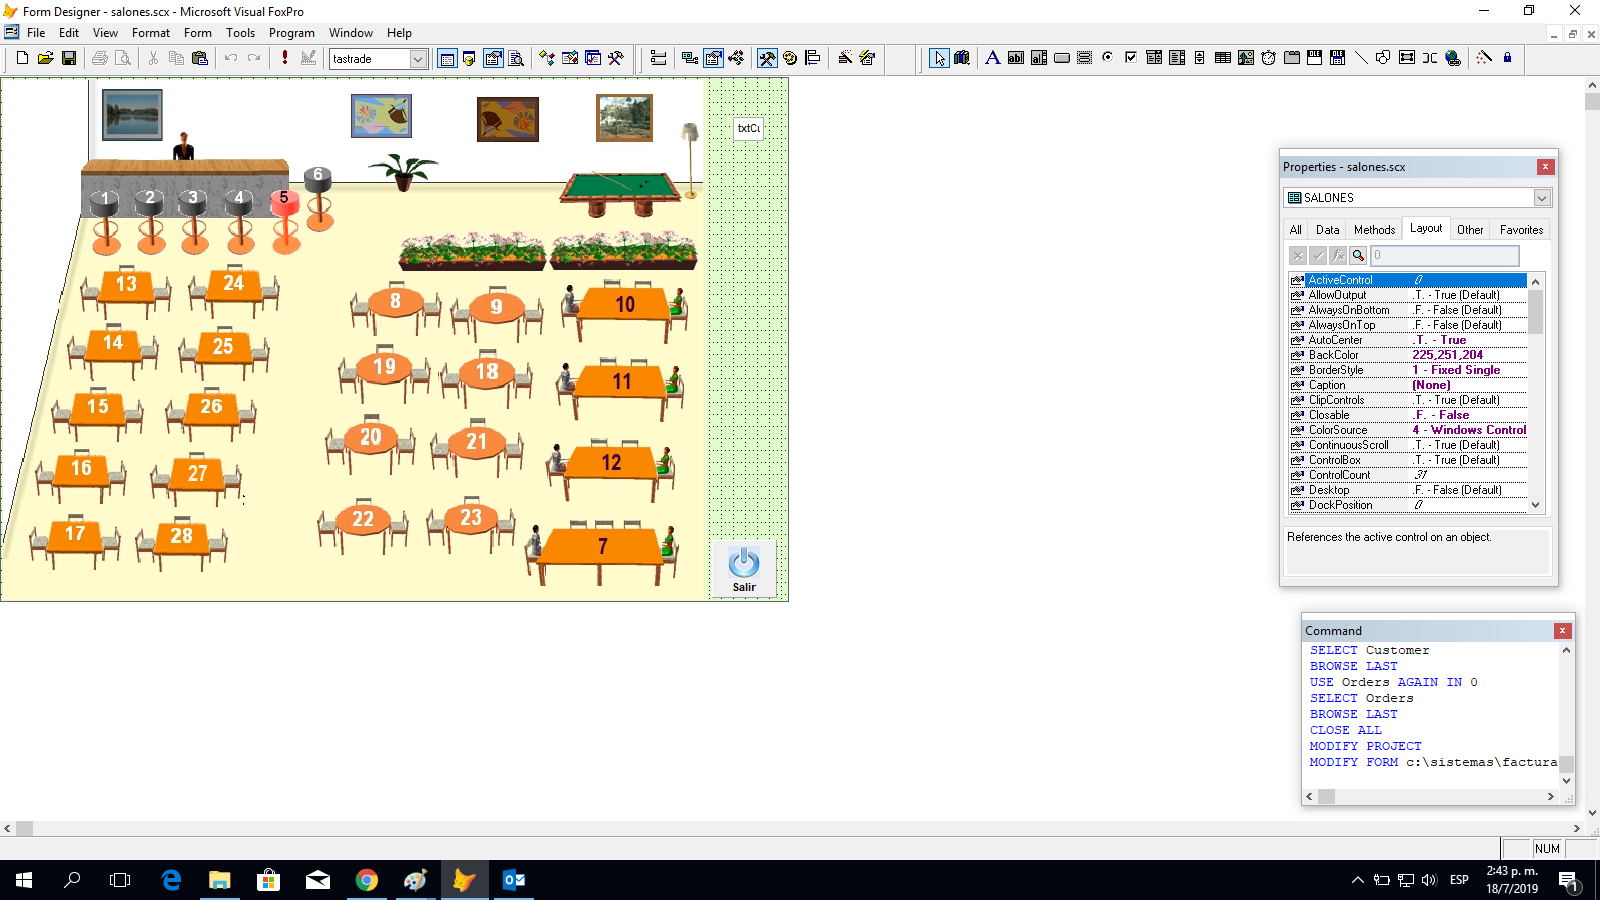 Form Designer - salones.scx - Microsoft Visual FoxPro
File Edit View Format Form Tools Program Window Help
tastrade
txtCu
6
1 2 3 4 5
13 24
8 9 10
14 25
19 18 11
15 26
20 21
16 27 12
17 28
22 23 7
Salir
Properties - salones.scx
SALONES
All Data Methods Layout Other Favorites
0
ActiveControl 0
AllowOutput .T. - True (Default)
AlwaysOnBottom .F. - False (Default)
AlwaysOnTop .F. - False (Default)
AutoCenter .T. - True
BackColor 225,251,204
BorderStyle 1 - Fixed Single
Caption (None)
ClipControls .T. - True (Default)
Closable .F. - False
ColorSource 4 - Windows Control
ContinuousScroll .T. - True (Default)
ControlBox .T. - True (Default)
ControlCount 31
Desktop .F. - False (Default)
DockPosition 0
References the active control on an object.
Command
SELECT Customer
BROWSE LAST
USE Orders AGAIN IN 0
SELECT Orders
BROWSE LAST
CLOSE ALL
MODIFY PROJECT
MODIFY FORM c:\sistemas\factura
NUM
ESP
2:43 p. m.
18/7/2019
1